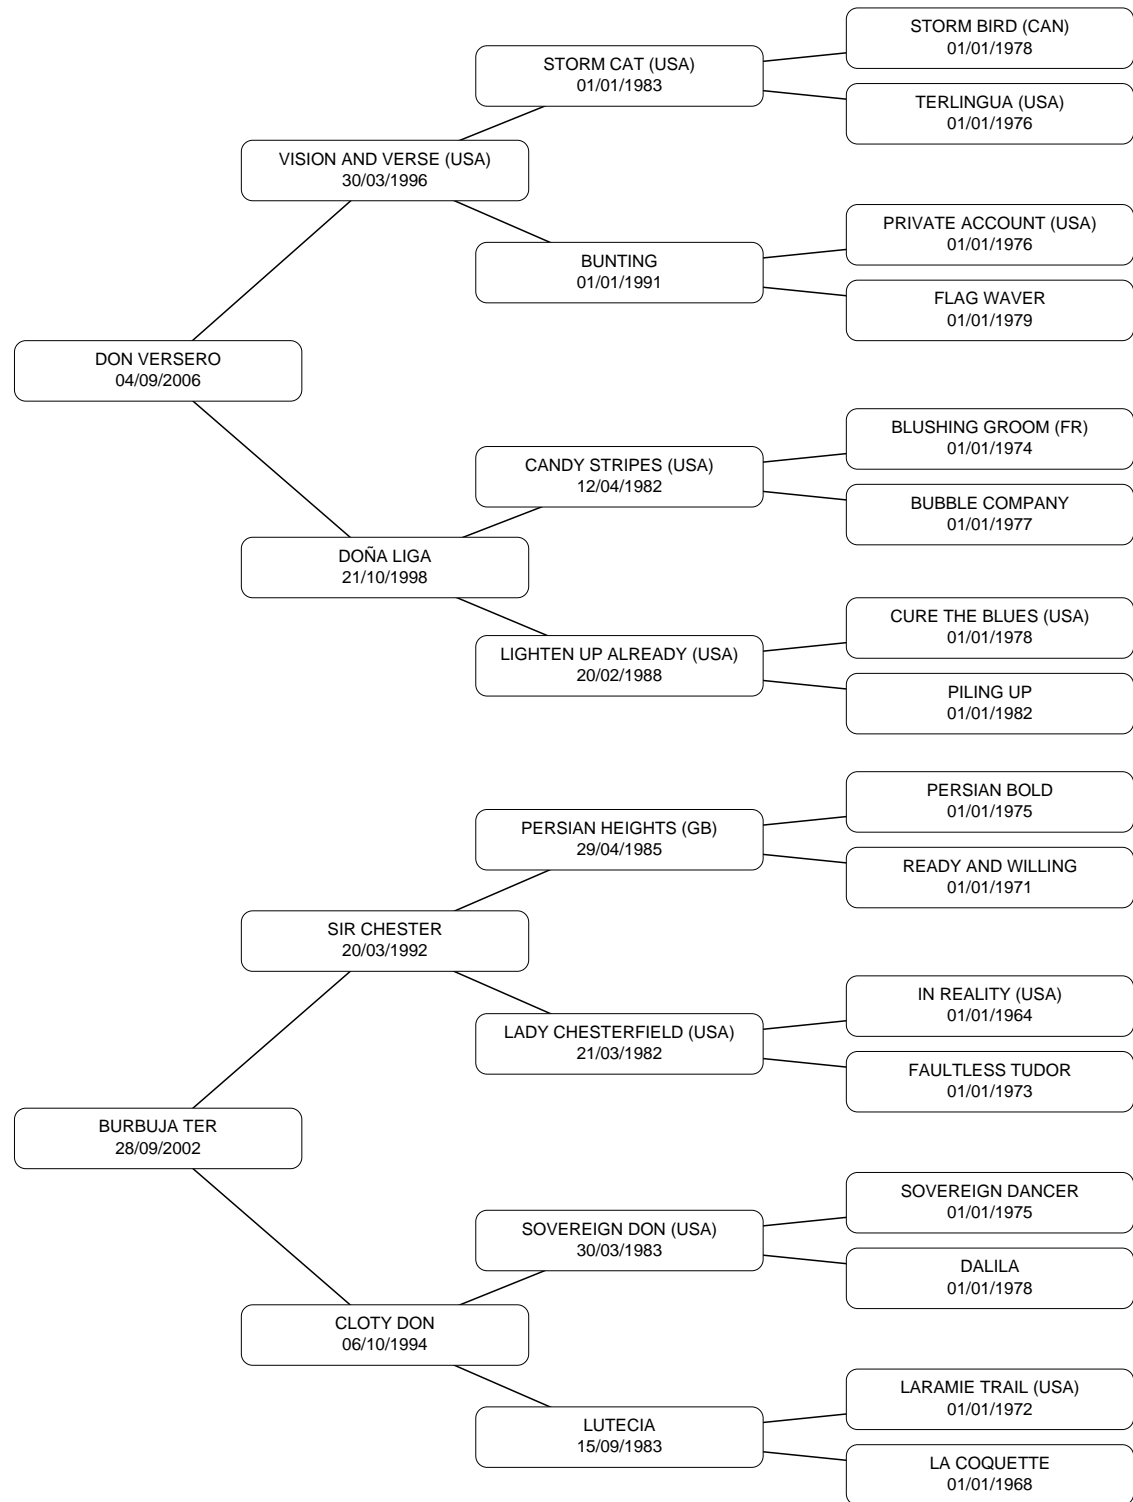 STORM BIRD (CAN)
01/01/1978
STORM CAT (USA)
01/01/1983
TERLINGUA (USA)
01/01/1976
VISION AND VERSE (USA)
30/03/1996
PRIVATE ACCOUNT (USA)
01/01/1976
BUNTING
01/01/1991
FLAG WAVER
01/01/1979
DON VERSERO
04/09/2006
BLUSHING GROOM (FR)
01/01/1974
CANDY STRIPES (USA)
12/04/1982
BUBBLE COMPANY
01/01/1977
DOÑA LIGA
21/10/1998
CURE THE BLUES (USA)
01/01/1978
LIGHTEN UP ALREADY (USA)
20/02/1988
PILING UP
01/01/1982
PERSIAN BOLD
01/01/1975
PERSIAN HEIGHTS (GB)
29/04/1985
READY AND WILLING
01/01/1971
SIR CHESTER
20/03/1992
IN REALITY (USA)
01/01/1964
LADY CHESTERFIELD (USA)
21/03/1982
FAULTLESS TUDOR
01/01/1973
BURBUJA TER
28/09/2002
SOVEREIGN DANCER
01/01/1975
SOVEREIGN DON (USA)
30/03/1983
DALILA
01/01/1978
CLOTY DON
06/10/1994
LARAMIE TRAIL (USA)
01/01/1972
LUTECIA
15/09/1983
LA COQUETTE
01/01/1968